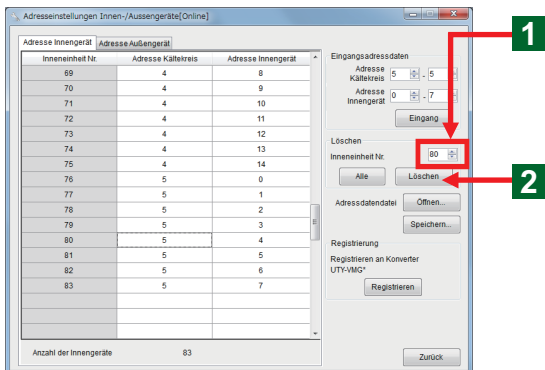 Adresseinstellungen Innen-/Aussengeräte[Online]
Adresse Innengerät Adresse Außengerät
Inneneinheit Nr. Adresse Kältekreis Adresse Innengerät
69 4 8
70 4 9
71 4 10
72 4 11
73 4 12
74 4 13
75 4 14
76 5 0
77 5 1
78 5 2
79 5 3
80 5 4
81 5 5
82 5 6
83 5 7
Anzahl der Innengeräte 83
Eingangsadressdaten
Adresse Kältekreis 5 - 5
Adresse Innengerät 0 - 7
Eingang
Löschen
Inneneinheit Nr. 80
Alle Löschen
Adressdatendatei Öffnen...
Speichern...
Registrierung
Registrieren an Konverter
UTY-VMG*
Registrieren
Zurück
1
2